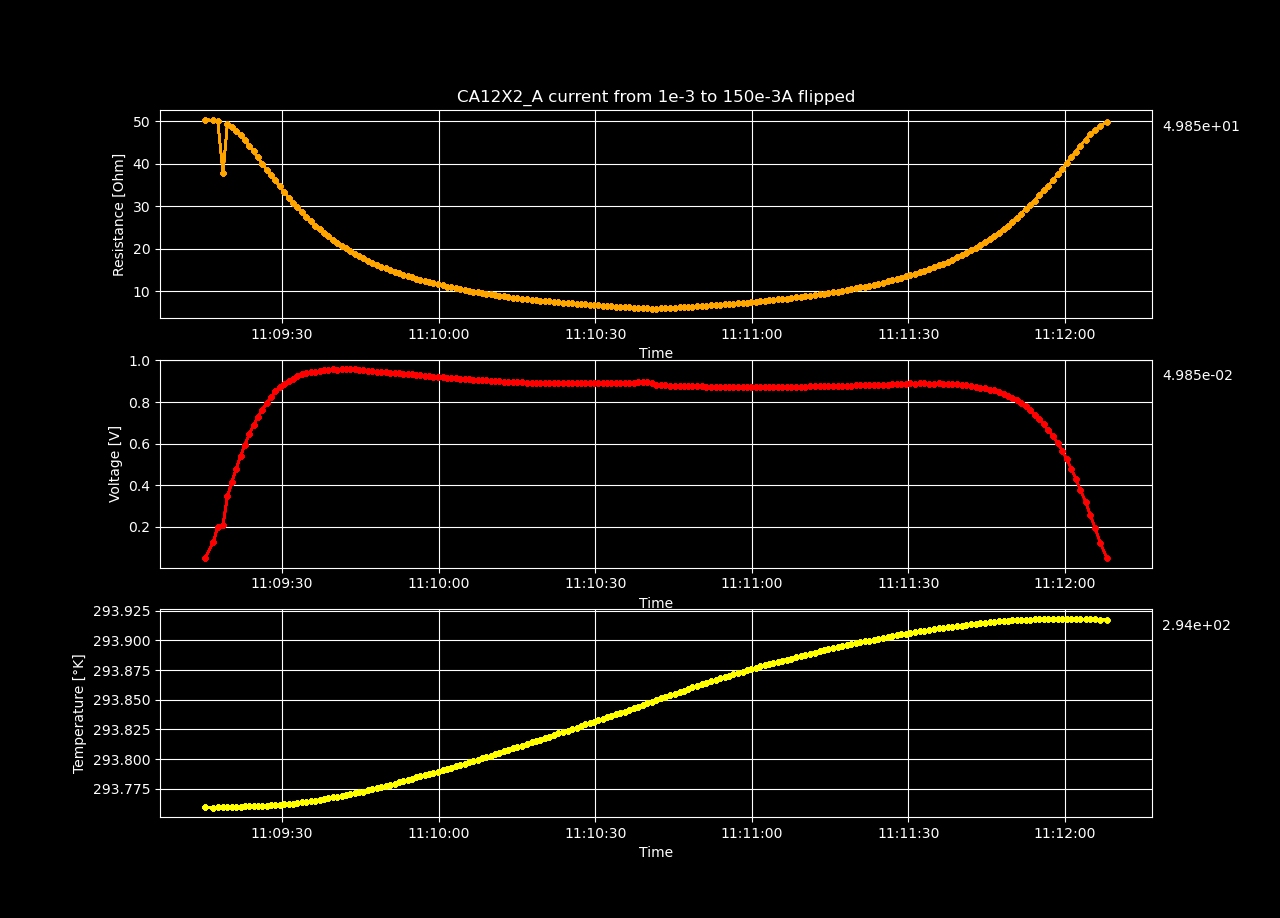 CA12X2_A current from 1e-3 to 150e-3A flipped
50
40
30
20
10
Resistance [Ohm]
4.985e+01
11:09:30 11:10:00 11:10:30 11:11:00 11:11:30 11:12:00
Time
1.0
0.8
0.6
0.4
0.2
Voltage [V]
4.985e-02
11:09:30 11:10:00 11:10:30 11:11:00 11:11:30 11:12:00
Time
293.925
293.900
293.875
293.850
293.825
293.800
293.775
Temperature [°K]
2.94e+02
11:09:30 11:10:00 11:10:30 11:11:00 11:11:30 11:12:00
Time